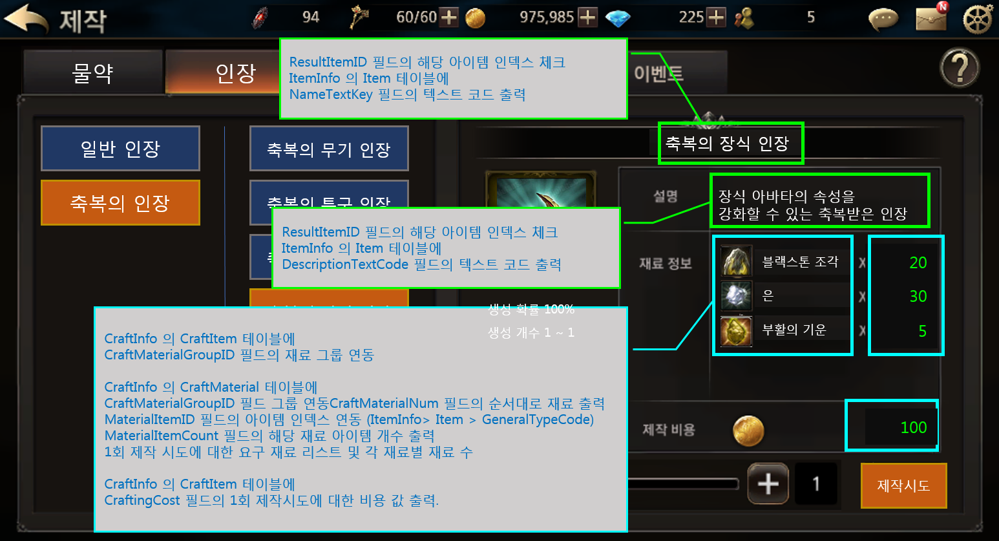 제작
94
60/60
975,985
225
5
N
물약
인장
이벤트
?
ResultItemID 필드의 해당 아이템 인덱스 체크
ItemInfo 의 Item 테이블에
NameTextKey 필드의 텍스트 코드 출력
일반 인장
축복의 인장
축복의 무기 인장
축복의 장식 인장
설명
장식 아바타의 속성을
강화할 수 있는 축복받은 인장
ResultItemID 필드의 해당 아이템 인덱스 체크
ItemInfo 의 Item 테이블에
DescriptionTextCode 필드의 텍스트 코드 출력
재료 정보
블랙스톤 조각 X 20
은 X 30
부활의 기운 X 5
생성 확률 100%
생성 개수 1 ~ 1
CraftInfo 의 CraftItem 테이블에
CraftMaterialGroupID 필드의 재료 그룹 연동
CraftInfo 의 CraftMaterial 테이블에
CraftMaterialGroupID 필드 그룹 연동CraftMaterialNum 필드의 순서대로 재료 출력
MaterialItemID 필드의 아이템 인덱스 연동 (ItemInfo> Item > GeneralTypeCode)
MaterialItemCount 필드의 해당 재료 아이템 개수 출력
1회 제작 시도에 대한 요구 재료 리스트 및 각 재료별 재료 수
CraftInfo 의 CraftItem 테이블에
CraftingCost 필드의 1회 제작시도에 대한 비용 값 출력.
제작 비용
100
1
제작시도